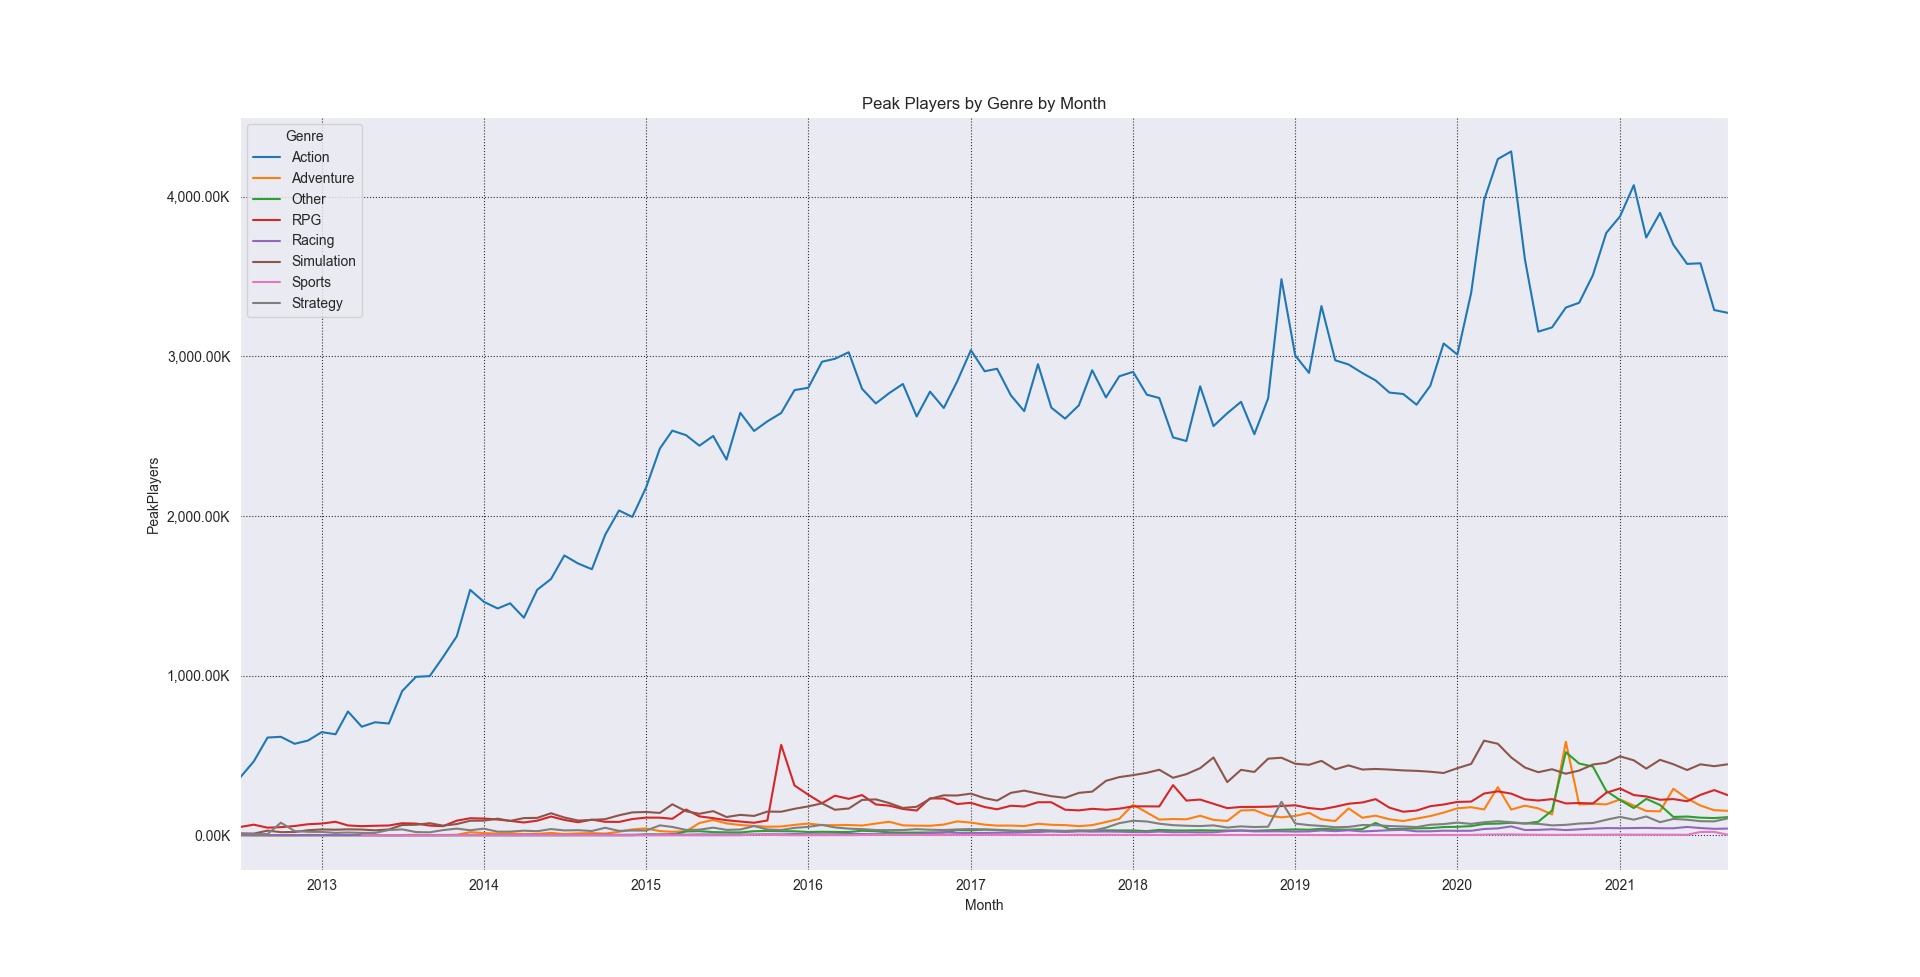 Peak Players by Genre by Month
Genre
Action
Adventure
Other
RPG
Racing
Simulation
Sports
Strategy
4,000.00K
3,000.00K
2,000.00K
1,000.00K
0.00K
PeakPlayers
2013 2014 2015 2016 2017 2018 2019 2020 2021
Month